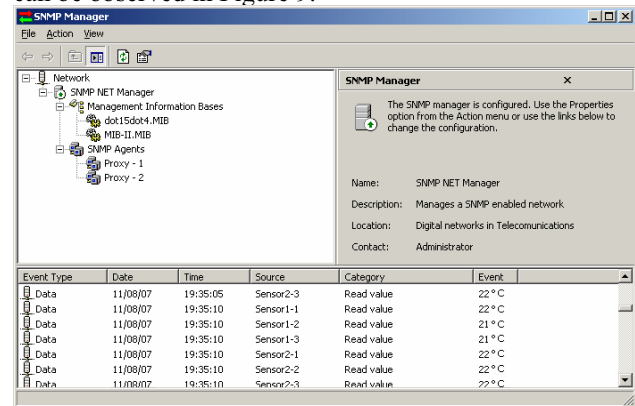 can be observed in Figure 9.
SNMP Manager
File Action View
Network
SNMP NET Manager
Management Information Bases
dot15dot4.MIB
MIB-II.MIB
SNMP Agents
Proxy - 1
Proxy - 2
SNMP Manager X
The SNMP manager is configured. Use the Properties
option from the Action menu or use the links below to
change the configuration.
Name: SNMP NET Manager
Description: Manages a SNMP enabled network
Location: Digital networks in Telecomunications
Contact: Administrator
Event Type Date Time Source Category Event
Data 11/08/07 19:35:05 Sensor2-3 Read value 22 ° C
Data 11/08/07 19:35:10 Sensor1-1 Read value 22 ° C
Data 11/08/07 19:35:10 Sensor1-2 Read value 21 ° C
Data 11/08/07 19:35:10 Sensor1-3 Read value 21 ° C
Data 11/08/07 19:35:10 Sensor2-1 Read value 22 ° C
Data 11/08/07 19:35:10 Sensor2-2 Read value 22 ° C
Data 11/08/07 19:35:10 Sensor2-3 Read value 22 ° C